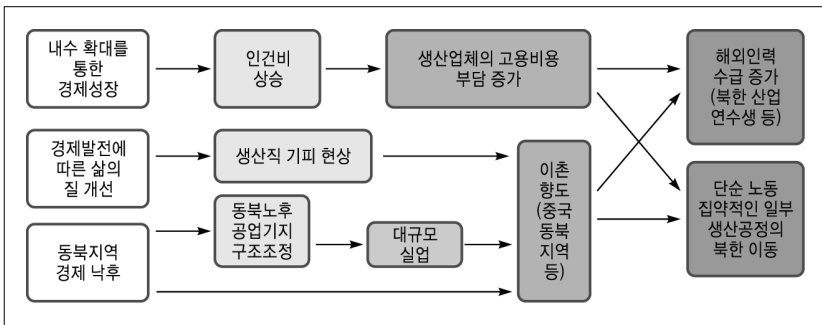 내수 확대를
통한
경제성장
인건비
상승
생산업체의 고용비용
부담 증가
해외인력
수급 증가
(북한 산업
연수생 등)
경제발전에
따른 삶의
질 개선
생산직 기피 현상
이촌
향도
(중국
동북
지역
등)
단순 노동
집약적인 일부
생산공정의
북한 이동
동북지역
경제 낙후
동북노후
공업기지
구조조정
대규모
실업